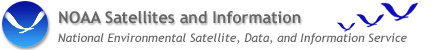 NOAA Satellites and Information
National Environmental Satellite, Data, and Information Service